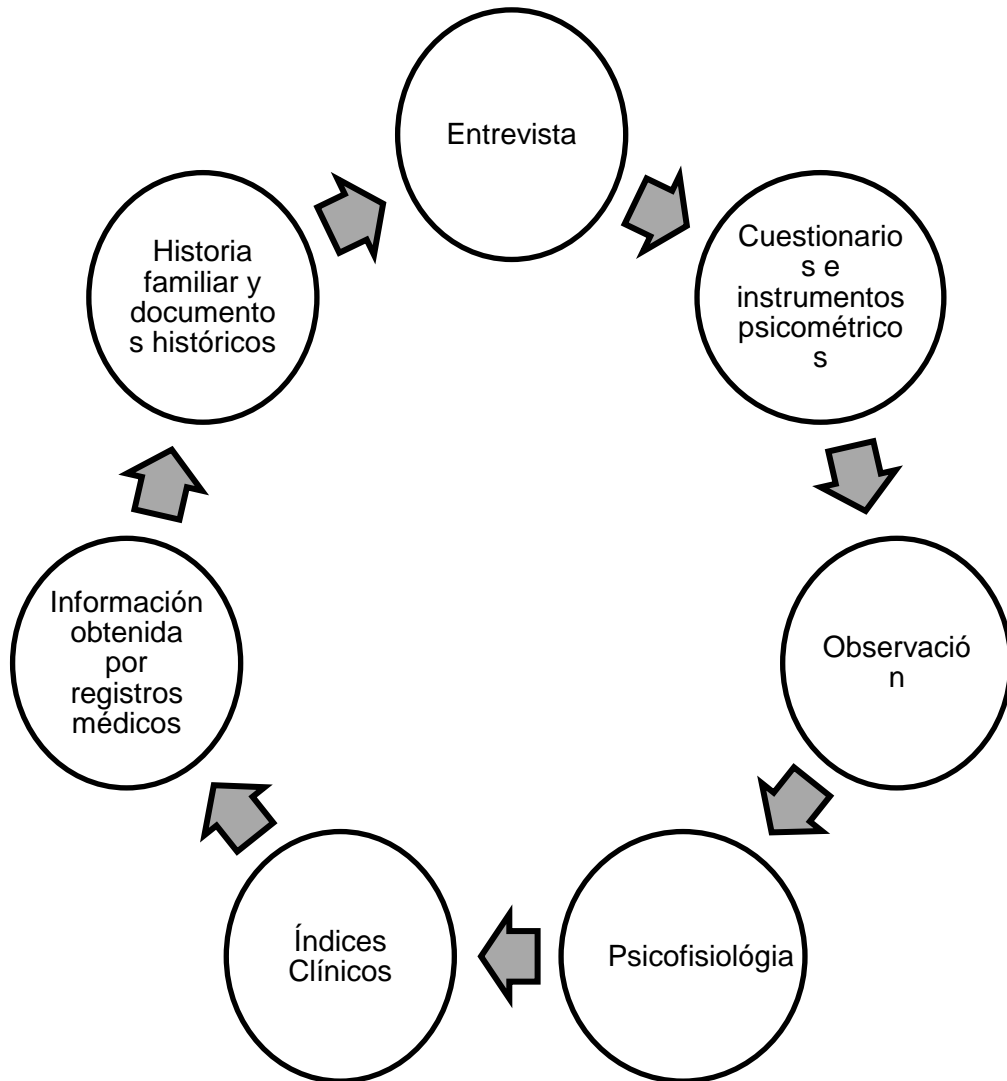 Entrevista
Cuestionario
s e
instrumentos
psicométrico
s
Observació
n
Psicofisiológia
Índices
Clínicos
Información
obtenida
por
registros
médicos
Historia
familiar y
documento
s históricos